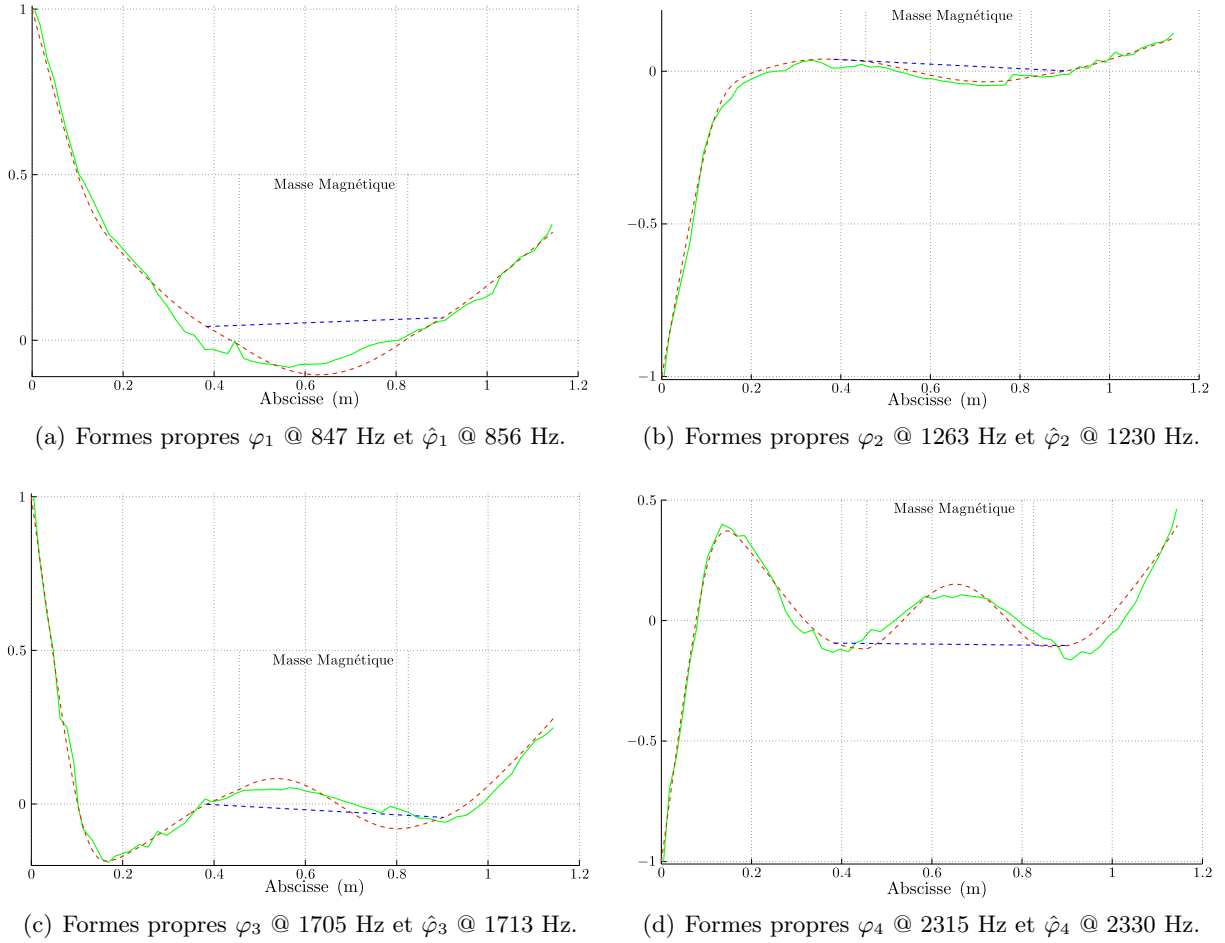 1
0.5
0
Masse Magnétique
0 0.2 0.4 0.6 0.8 1 1.2
Abscisse (m)
(a) Formes propres φ₁ @ 847 Hz et φ̂₁ @ 856 Hz.
Masse Magnétique
0
−0.5
−1
0 0.2 0.4 0.6 0.8 1 1.2
Abscisse (m)
(b) Formes propres φ₂ @ 1263 Hz et φ̂₂ @ 1230 Hz.
1
0.5
0
Masse Magnétique
0 0.2 0.4 0.6 0.8 1 1.2
Abscisse (m)
(c) Formes propres φ₃ @ 1705 Hz et φ̂₃ @ 1713 Hz.
0.5
Masse Magnétique
0
−0.5
−1
0 0.2 0.4 0.6 0.8 1 1.2
Abscisse (m)
(d) Formes propres φ₄ @ 2315 Hz et φ̂₄ @ 2330 Hz.